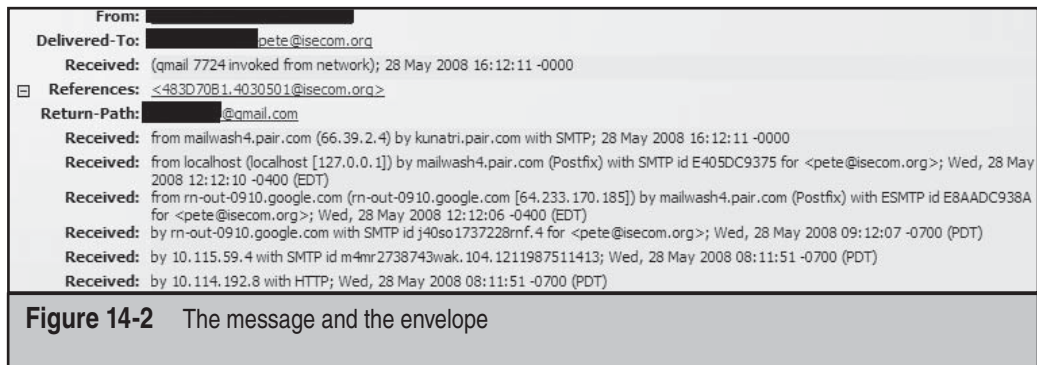 From:
Delivered-To: pete@isecom.org
Received: (qmail 7724 invoked from network); 28 May 2008 16:12:11 -0000
References: <483D70B1.4030501@isecom.org>
Return-Path: @gmail.com
Received: from mailwash4.pair.com (66.39.2.4) by kunatri.pair.com with SMTP; 28 May 2008 16:12:11 -0000
Received: from localhost (localhost [127.0.0.1]) by mailwash4.pair.com (Postfix) with SMTP id E405DC9375 for <pete@isecom.org>; Wed, 28 May
2008 12:12:10 -0400 (EDT)
Received: from rn-out-0910.google.com (rn-out-0910.google.com [64.233.170.185]) by mailwash4.pair.com (Postfix) with ESMTP id E8AADC938A
for <pete@isecom.org>; Wed, 28 May 2008 12:12:06 -0400 (EDT)
Received: by rn-out-0910.google.com with SMTP id j40so1737228rnf.4 for <pete@isecom.org>; Wed, 28 May 2008 09:12:07 -0700 (PDT)
Received: by 10.115.59.4 with SMTP id m4mr2738743wak.104.1211987511413; Wed, 28 May 2008 08:11:51 -0700 (PDT)
Received: by 10.114.192.8 with HTTP; Wed, 28 May 2008 08:11:51 -0700 (PDT)
Figure 14-2 The message and the envelope